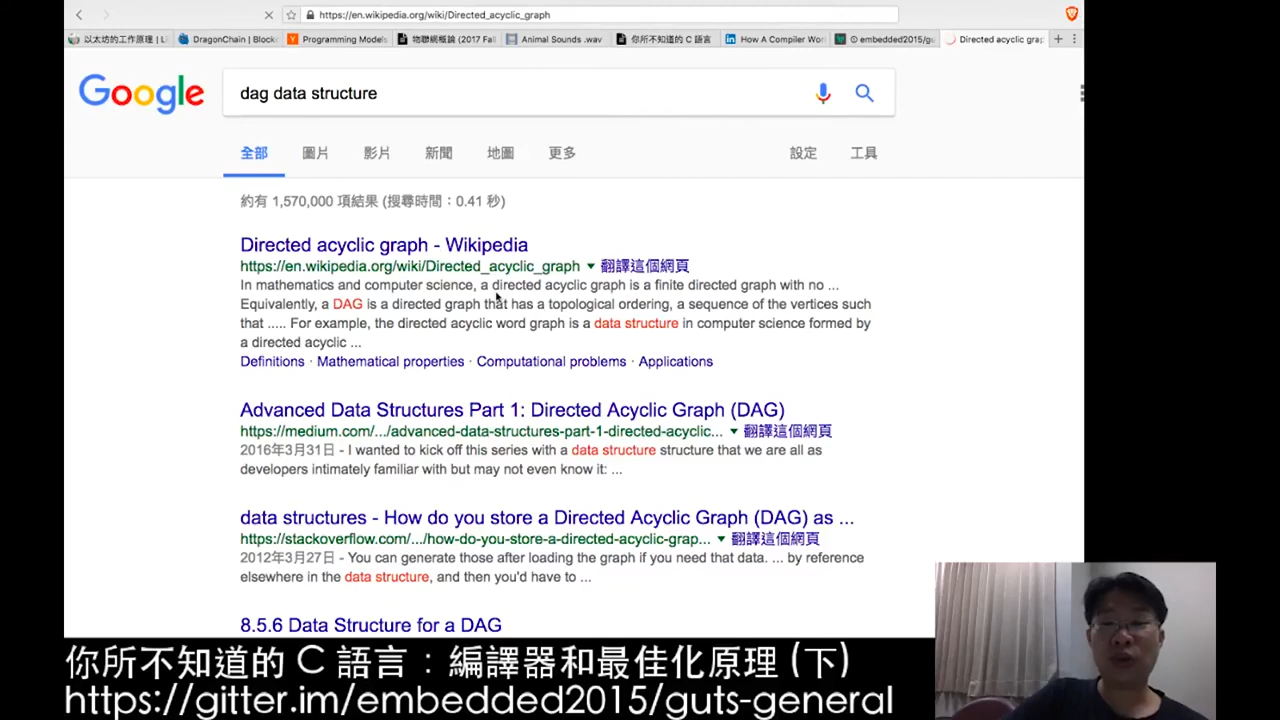 https://en.wikipedia.org/wiki/Directed_acyclic_graph
以太坊的工作原理 | LI
DragonChain | Block
Programming Models
物聯網概論 (2017 Fall
Animal Sounds .wav
你所不知道的 C 語言
How A Compiler Wor
© embedded2015/gu
Directed acyclic grap
Google
dag data structure
全部 圖片 影片 新聞 地圖 更多 設定 工具
約有 1,570,000 項結果 (搜尋時間：0.41 秒)
Directed acyclic graph - Wikipedia
https://en.wikipedia.org/wiki/Directed_acyclic_graph ▼ 翻譯這個網頁
In mathematics and computer science, a directed acyclic graph is a finite directed graph with no ...
Equivalently, a DAG is a directed graph that has a topological ordering, a sequence of the vertices such
that ..... For example, the directed acyclic word graph is a data structure in computer science formed by
a directed acyclic ...
Definitions · Mathematical properties · Computational problems · Applications
Advanced Data Structures Part 1: Directed Acyclic Graph (DAG)
https://medium.com/.../advanced-data-structures-part-1-directed-acyclic... ▼ 翻譯這個網頁
2016年3月31日 - I wanted to kick off this series with a data structure structure that we are all as
developers intimately familiar with but may not even know it: ...
data structures - How do you store a Directed Acyclic Graph (DAG) as ...
https://stackoverflow.com/.../how-do-you-store-a-directed-acyclic-grap... ▼ 翻譯這個網頁
2012年3月27日 - You can generate those after loading the graph if you need that data. ... by reference
elsewhere in the data structure, and then you'd have to ...
8.5.6 Data Structure for a DAG
你所不知道的 C 語言：編譯器和最佳化原理 (下)
https://gitter.im/embedded2015/guts-general